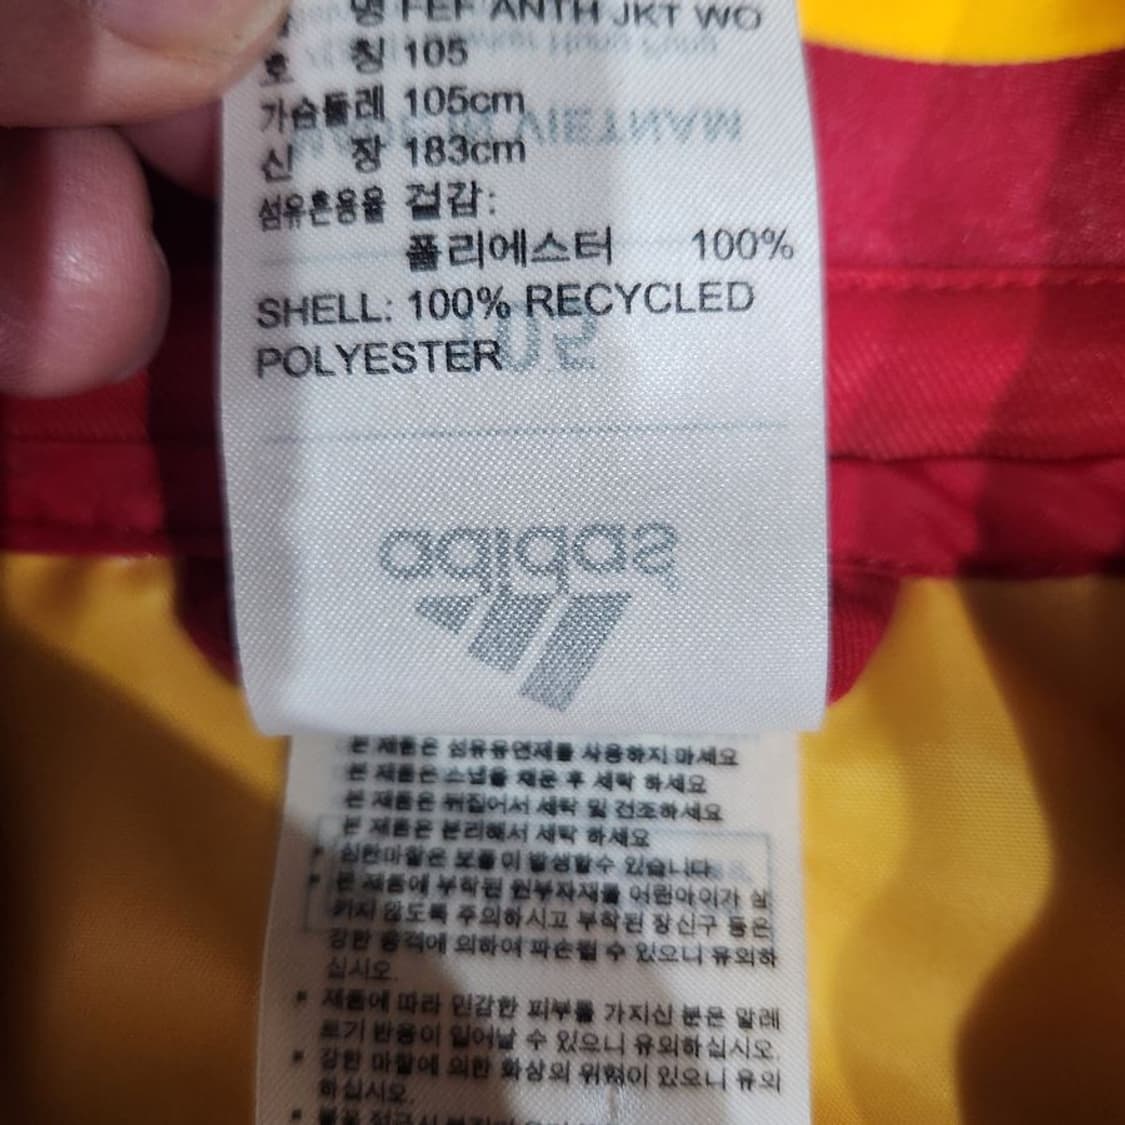 명 FEF ANTH JKT WO
호 칭 105
가슴둘레 105cm
신 장 183cm
섬유혼용율 겉감:
폴리에스터 100%
SHELL: 100% RECYCLED
POLYESTER
adidas
본 제품은 섬유유연제를 사용하지 마세요
본 제품은 스냅을 채운 후 세탁 하세요
본 제품은 뒤집어서 세탁 및 건조하세요
본 제품은 분리해서 세탁 하세요
* 심한마찰은 보풀이 발생할수 있습니다
* 본 제품에 부착된 원부자재를 어린아이가 삼
키지 않도록 주의하시고 부착된 장신구 등은
강한 충격에 의하여 파손될 수 있으니 유의하
십시오.
* 제품에 따라 민감한 피부를 가지신 분은 알레
르기 반응이 일어날 수 있으니 유의하십시오.
* 강한 마찰에 의한 화상의 위험이 있으니 유의
하십시오.